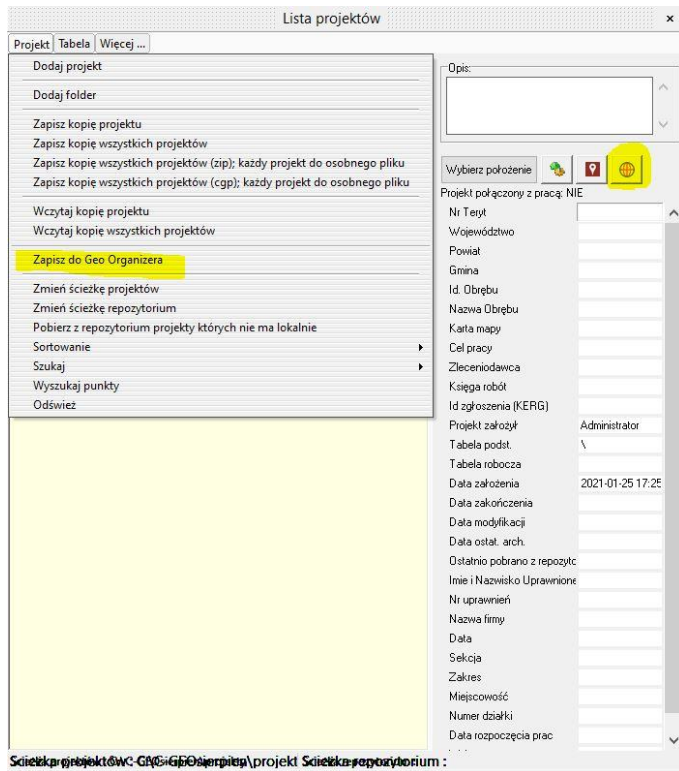 Lista projektów
Projekt Tabela Więcej ...
Dodaj projekt
Dodaj folder
Zapisz kopię projektu
Zapisz kopię wszystkich projektów
Zapisz kopię wszystkich projektów (zip); każdy projekt do osobnego pliku
Zapisz kopię wszystkich projektów (cgp); każdy projekt do osobnego pliku
Wczytaj kopię projektu
Wczytaj kopię wszystkich projektów
Zapisz do Geo Organizera
Zmień ścieżkę projektów
Zmień ścieżkę repozytorium
Pobierz z repozytorium projekty których nie ma lokalnie
Sortowanie
Szukaj
Wyszukaj punkty
Odśwież
Opis:
Wybierz położenie
Projekt połączony z pracą: NIE
Nr Teryt
Województwo
Powiat
Gmina
Id. Obrębu
Nazwa Obrębu
Karta mapy
Cel pracy
Zleceniodawca
Księga robót
Id zgłoszenia (KERG)
Projekt założył Administrator
Tabela podst. \
Tabela robocza
Data założenia 2021-01-25 17:25
Data zakończenia
Data modyfikacji
Data ostat. arch.
Ostatnio pobrano z repozytc
Imie i Nazwisko Uprawnione
Nr uprawnień
Nazwa firmy
Data
Sekcja
Zakres
Miejscowość
Numer działki
Data rozpoczęcia prac
\projekt